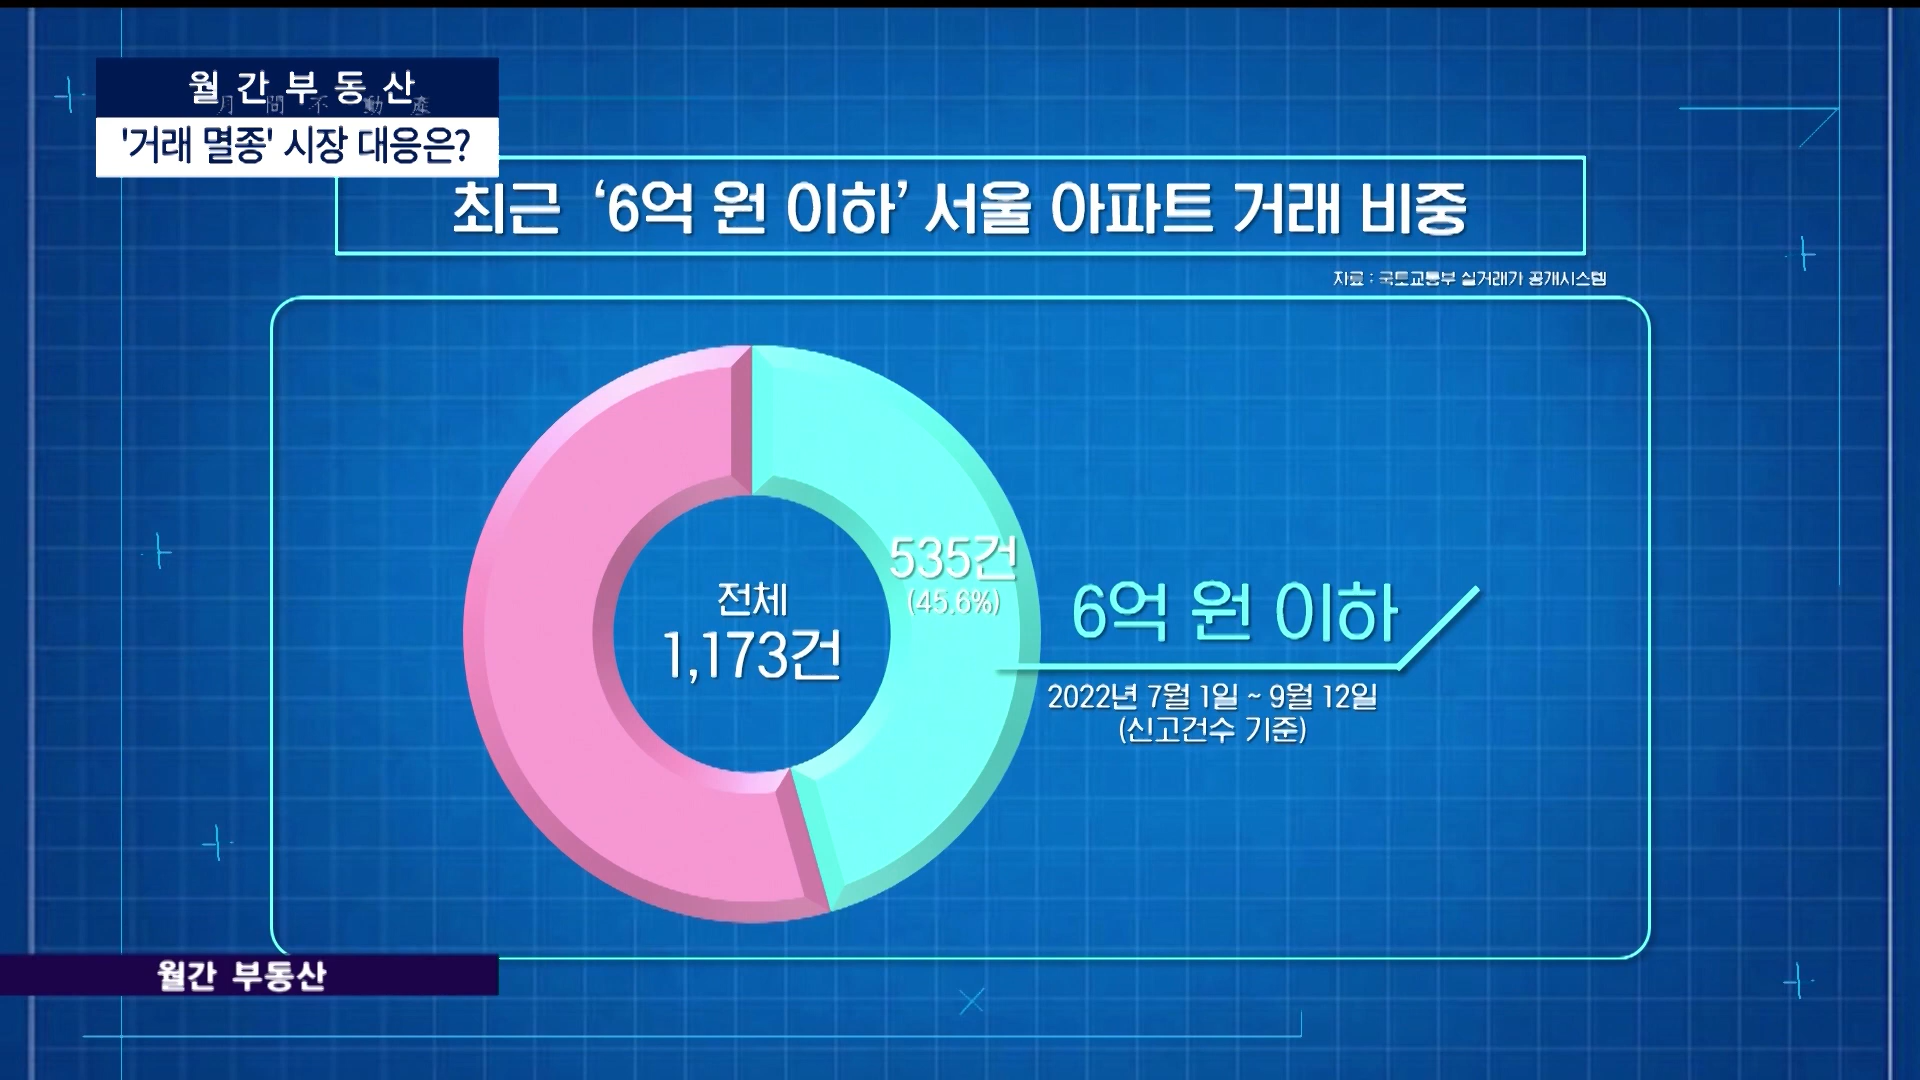 월간부동산
月間不動産
'거래 멸종' 시장 대응은?
최근 ‘6억 원 이하’ 서울 아파트 거래 비중
자료 : 국토교통부 실거래가 공개시스템
535건
(45.6%)
전체
1,173건
6억 원 이하
2022년 7월 1일 ~ 9월 12일
(신고건수 기준)
월간 부동산